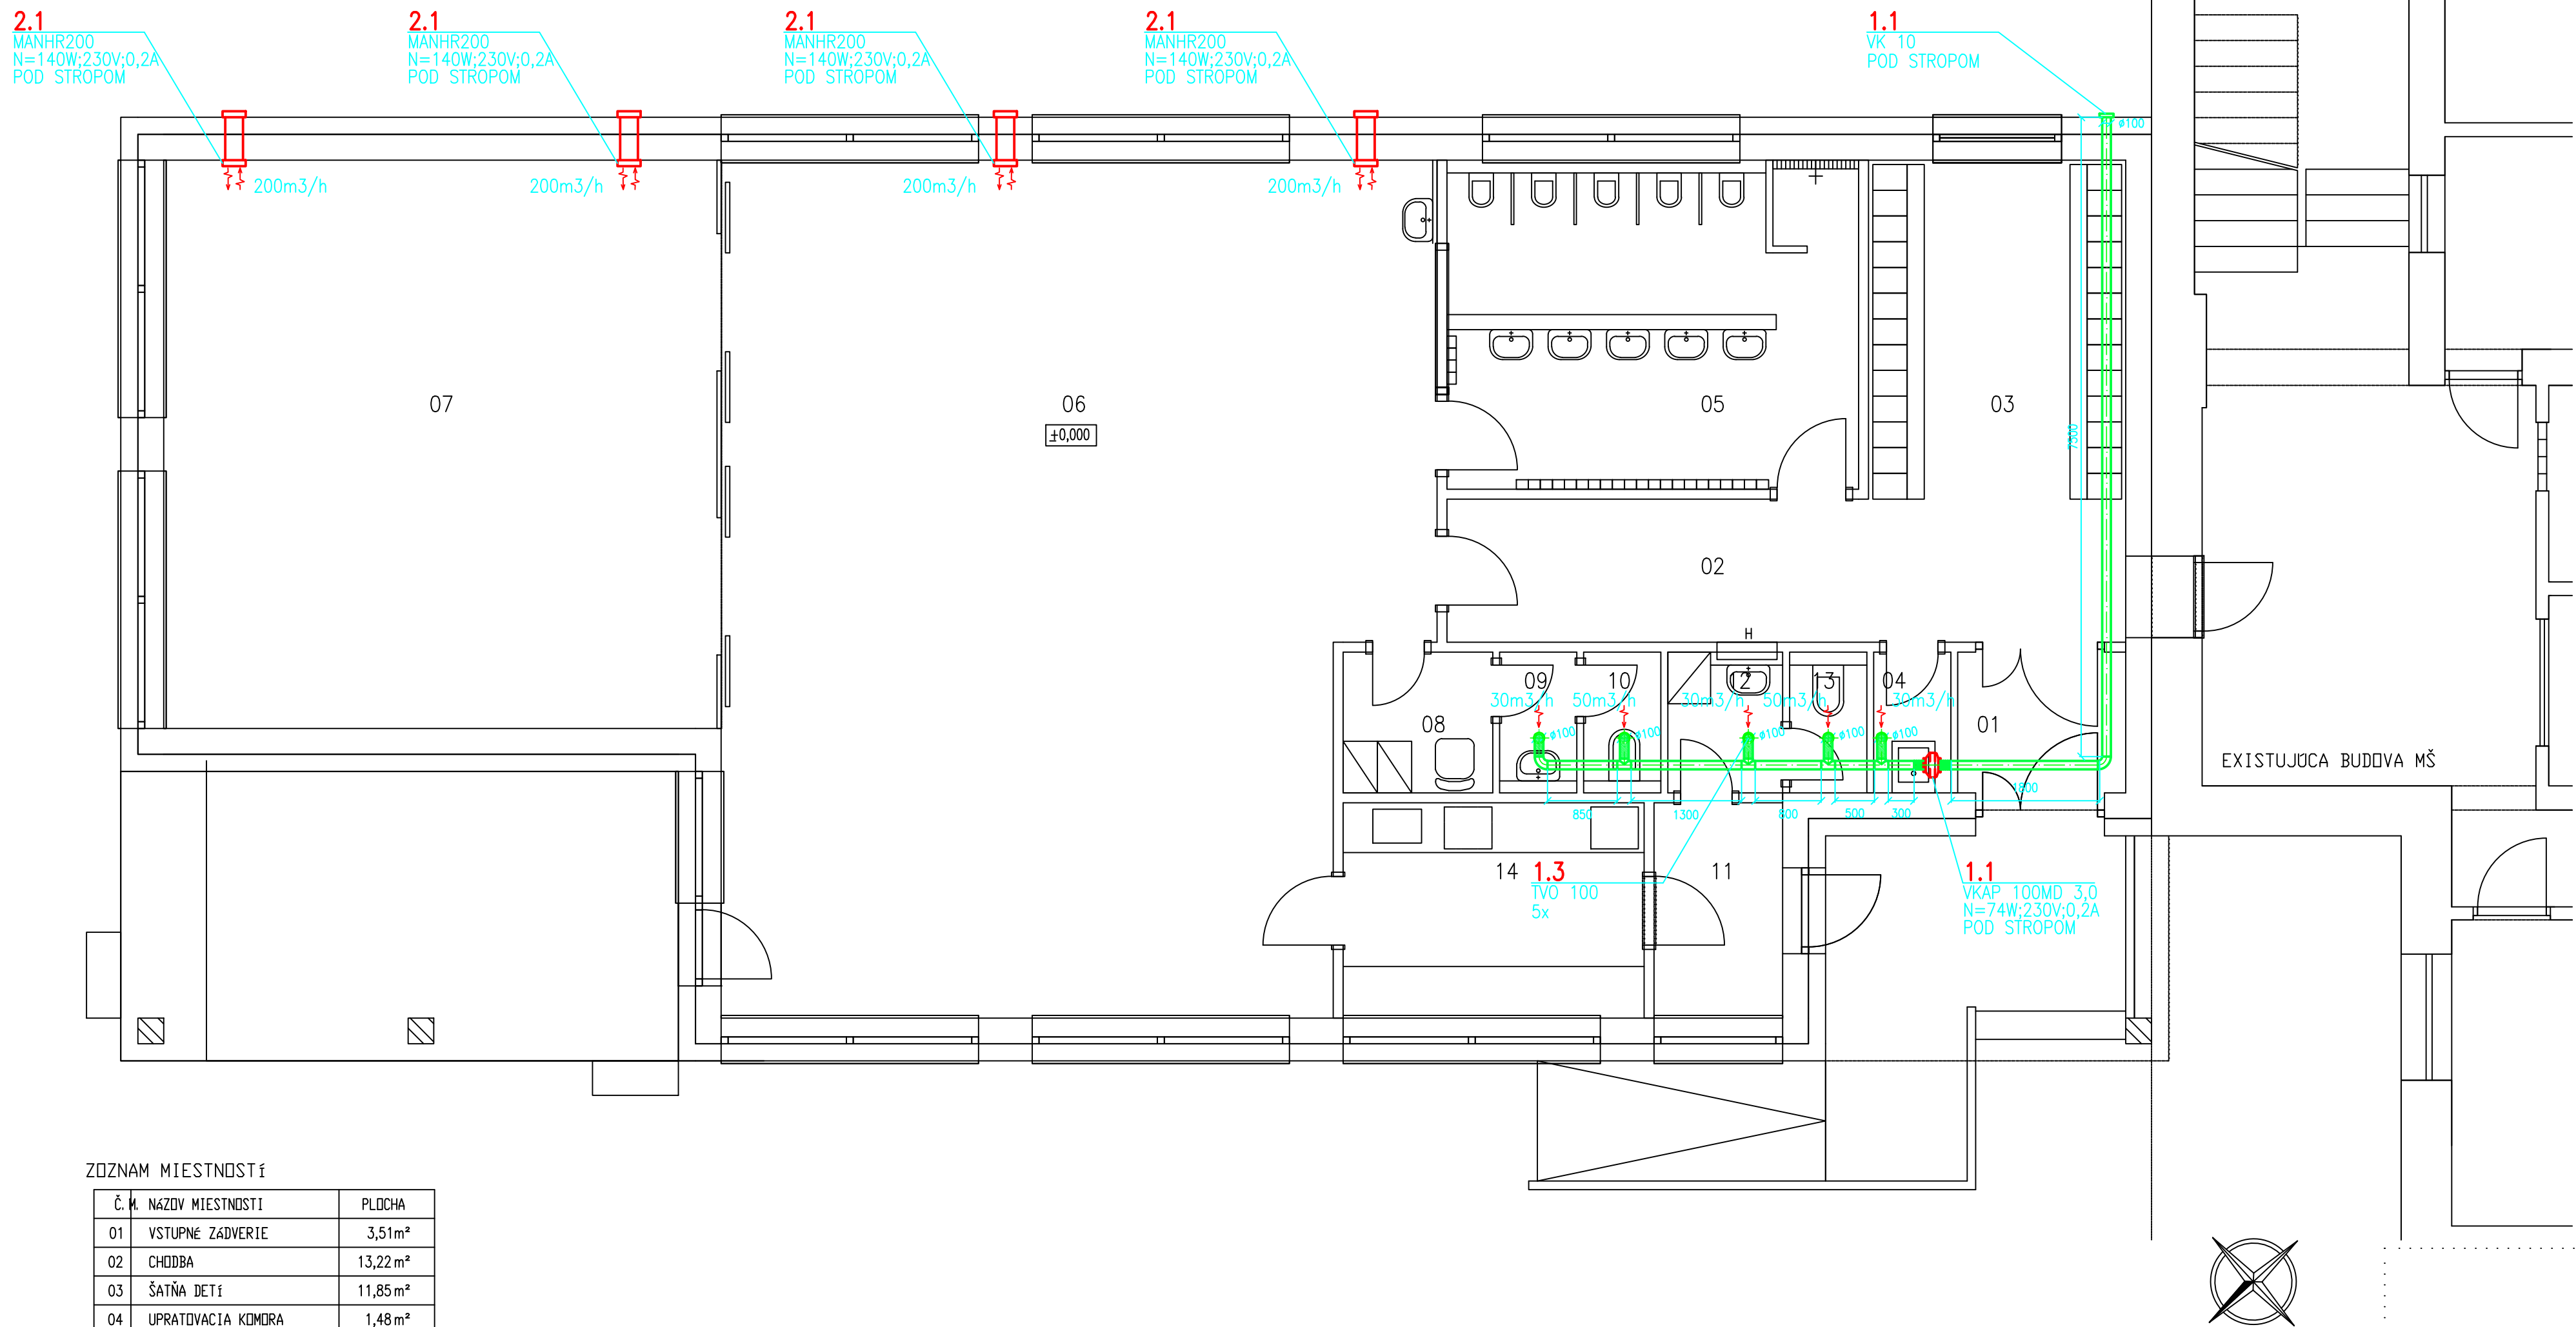 2.1
MANHR200
N=140W;230V;0,2A
POD STROPOM
2.1
MANHR200
N=140W;230V;0,2A
POD STROPOM
2.1
MANHR200
N=140W;230V;0,2A
POD STROPOM
2.1
MANHR200
N=140W;230V;0,2A
POD STROPOM
1.1
VK 10
POD STROPOM
ø100
200m3/h
200m3/h
200m3/h
200m3/h
07
06
±0,000
05
03
7500
02
H
09
10
12
13
04
30m3/h
50m3/h
30m3/h
50m3/h
30m3/h
08
01
ø100
ø100
ø100
ø100
ø100
EXISTUJÚCA BUDOVA MŠ
850
1300
800
500
300
1800
14
11
1.3
TVO 100
5x
1.1
VKAP 100MD 3,0
N=74W;230V;0,2A
POD STROPOM
ZOZNAM MIESTNOSTÍ
Č. M. NÁZOV MIESTNOSTI PLOCHA
01 VSTUPNÉ ZÁDVERIE 3,51m²
02 CHODBA 13,22m²
03 ŠATŇA DETÍ 11,85m²
04 UPRATOVACIA KOMORA 1,48m²